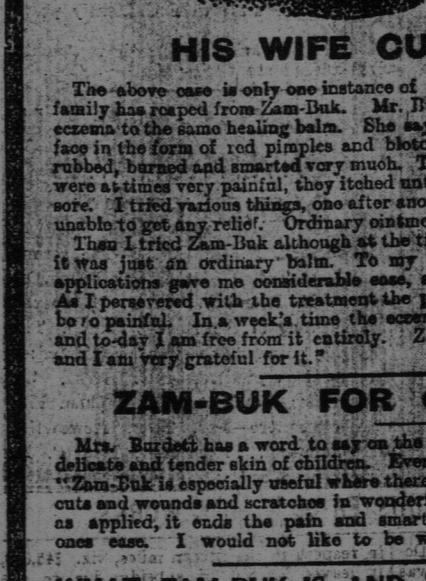 HIS WIFE CU
The above case is only one instance of
family has reaped from Zam-Buk. Mr. B
eczema to the same healing balm. She say
face in the form of red pimples and blotc
rubbed, burned and smarted very much. T
were at times very painful, they itched unt
sore. I tried various things, one after ano
unable to get any relief. Ordinary ointme
Then I tried Zam-Buk although at the t
it was just an ordinary balm. To my
applications gave me considerable ease,
As I persevered with the treatment the
be so painful. In a week's time the eczer
and to-day I am free from it entirely. Z
and I am very grateful for it."
ZAM-BUK FOR
Mrs. Burdett has a word to say on the
delicate and tender skin of children. Ever
"Zam-Buk is especially useful where there
cuts and wounds and scratches in wonderf
as applied, it ends the pain and smart
ones ease. I would not like to be w